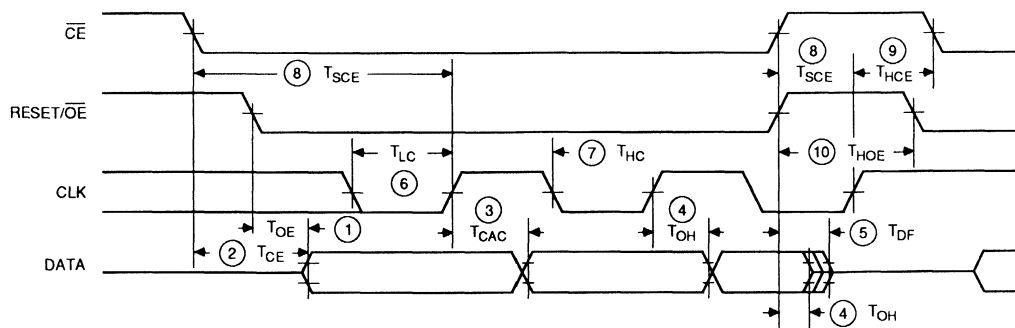 CE
⑧ TSCE
⑧ TSCE
⑨ THCE
RESET/OE
TLC
⑥
⑦ THC
⑩ THOE
CLK
③ TCAC
④ TOH
TOE ①
② TCE
⑤ TDF
DATA
④ TOH